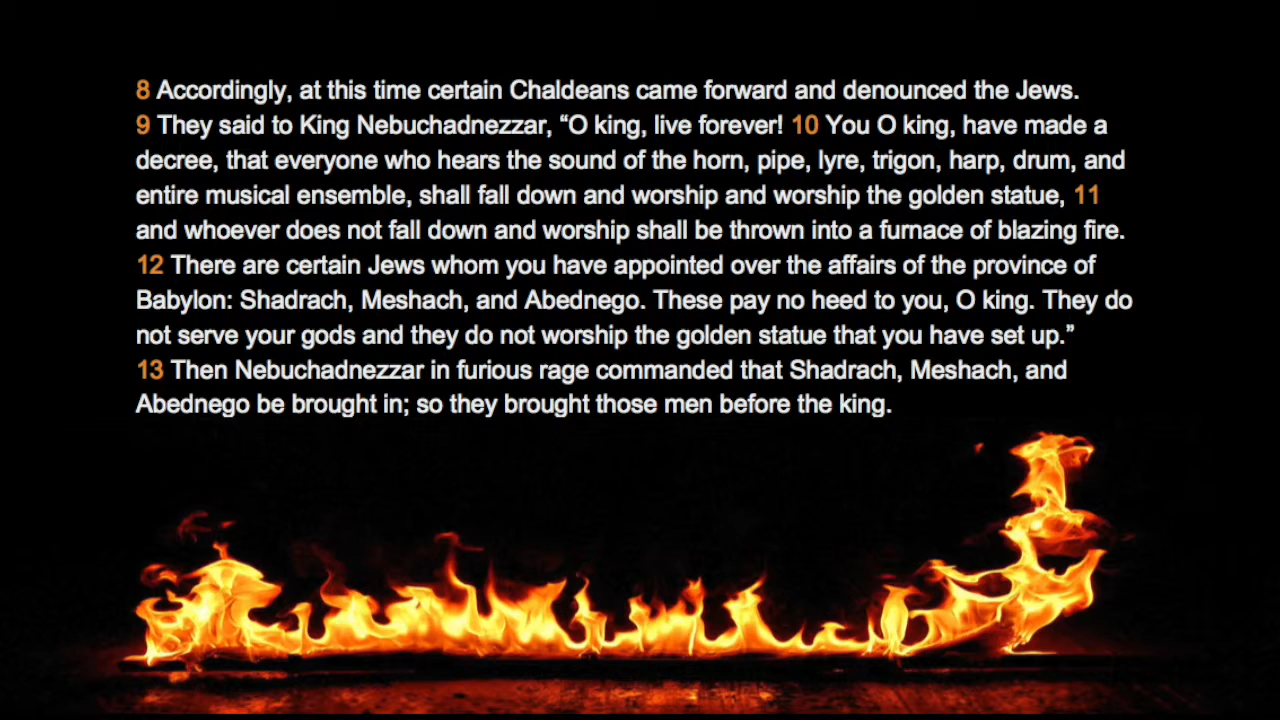 8 Accordingly, at this time certain Chaldeans came forward and denounced the Jews.
9 They said to King Nebuchadnezzar, “O king, live forever! 10 You O king, have made a
decree, that everyone who hears the sound of the horn, pipe, lyre, trigon, harp, drum, and
entire musical ensemble, shall fall down and worship and worship the golden statue, 11
and whoever does not fall down and worship shall be thrown into a furnace of blazing fire.
12 There are certain Jews whom you have appointed over the affairs of the province of
Babylon: Shadrach, Meshach, and Abednego. These pay no heed to you, O king. They do
not serve your gods and they do not worship the golden statue that you have set up.”
13 Then Nebuchadnezzar in furious rage commanded that Shadrach, Meshach, and
Abednego be brought in; so they brought those men before the king.